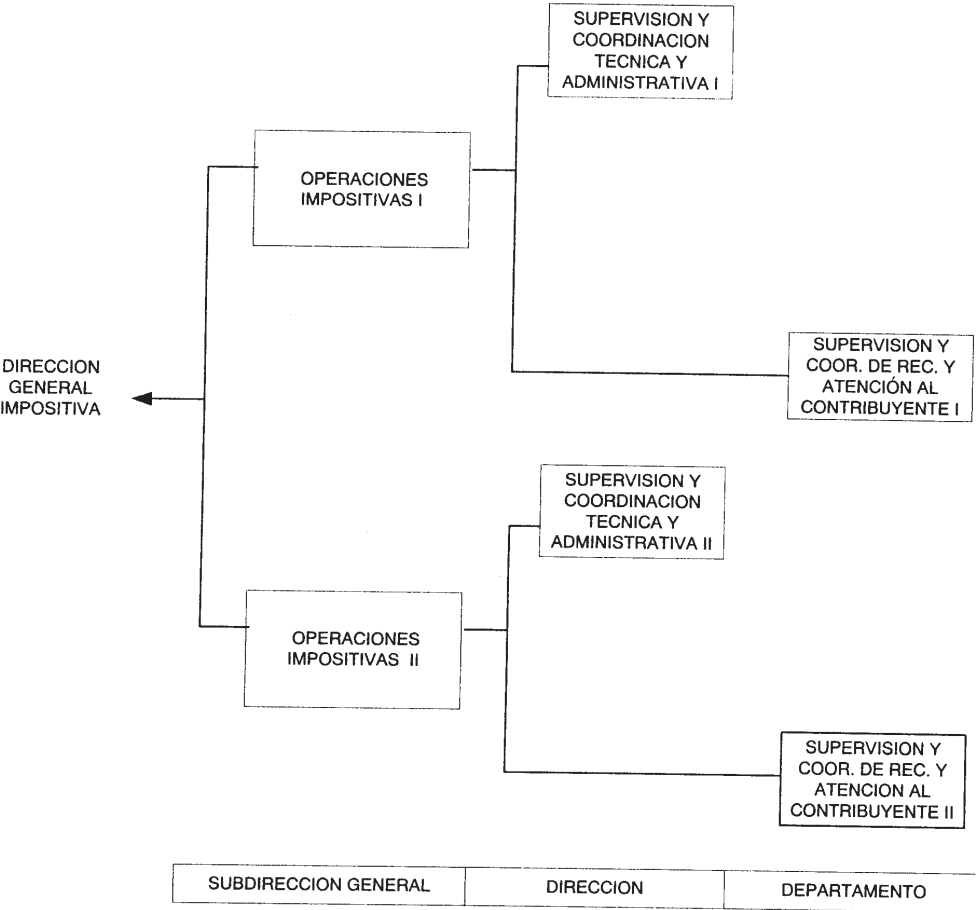 SUPERVISION Y
COORDINACION
TECNICA Y
ADMINISTRATIVA I
OPERACIONES
IMPOSITIVAS I
SUPERVISION Y
COOR. DE REC. Y
ATENCIÓN AL
CONTRIBUYENTE I
DIRECCION
GENERAL
IMPOSITIVA
SUPERVISION Y
COORDINACION
TECNICA Y
ADMINISTRATIVA II
OPERACIONES
IMPOSITIVAS II
SUPERVISION Y
COOR. DE REC. Y
ATENCION AL
CONTRIBUYENTE II
SUBDIRECCION GENERAL
DIRECCION
DEPARTAMENTO